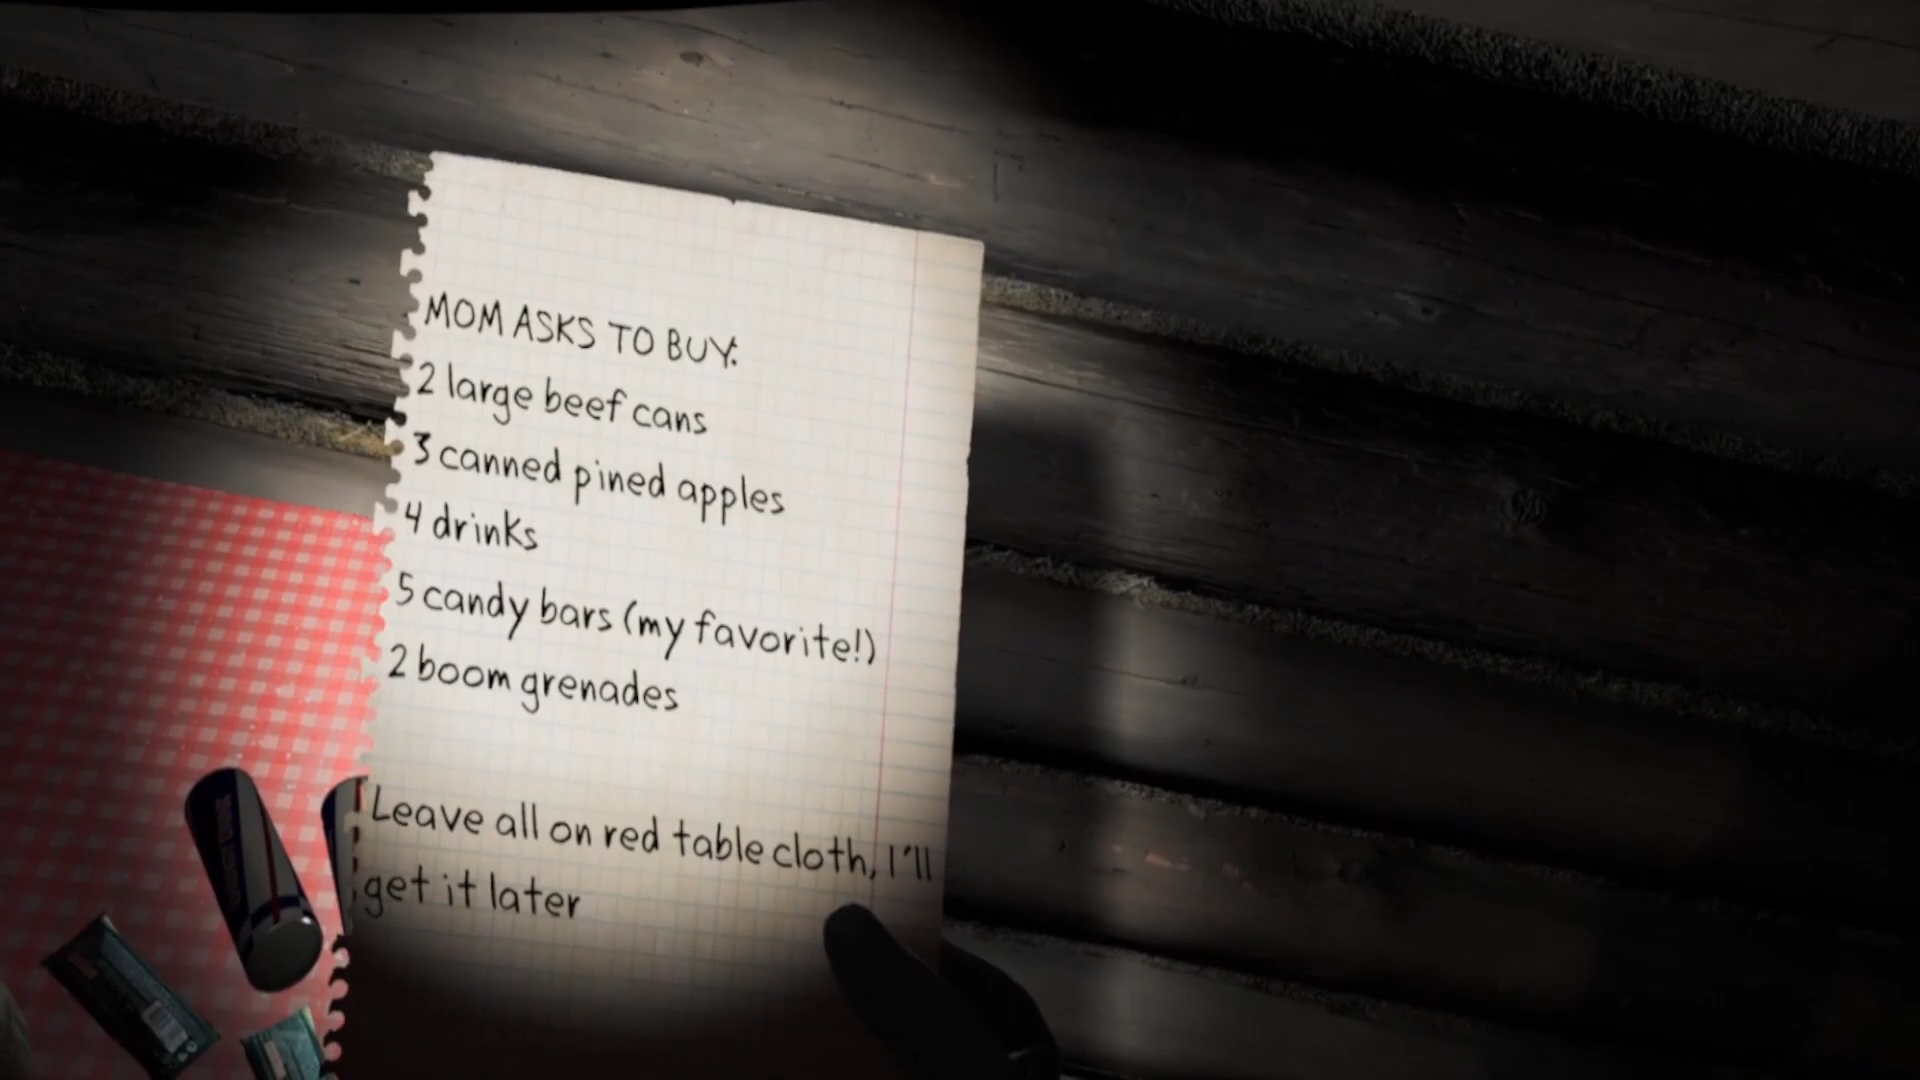 MOM ASKS TO BUY:
2 large beef cans
3 canned pined apples
4 drinks
5 candy bars (my favorite!)
2 boom grenades
Leave all on red table cloth, I'll
get it later